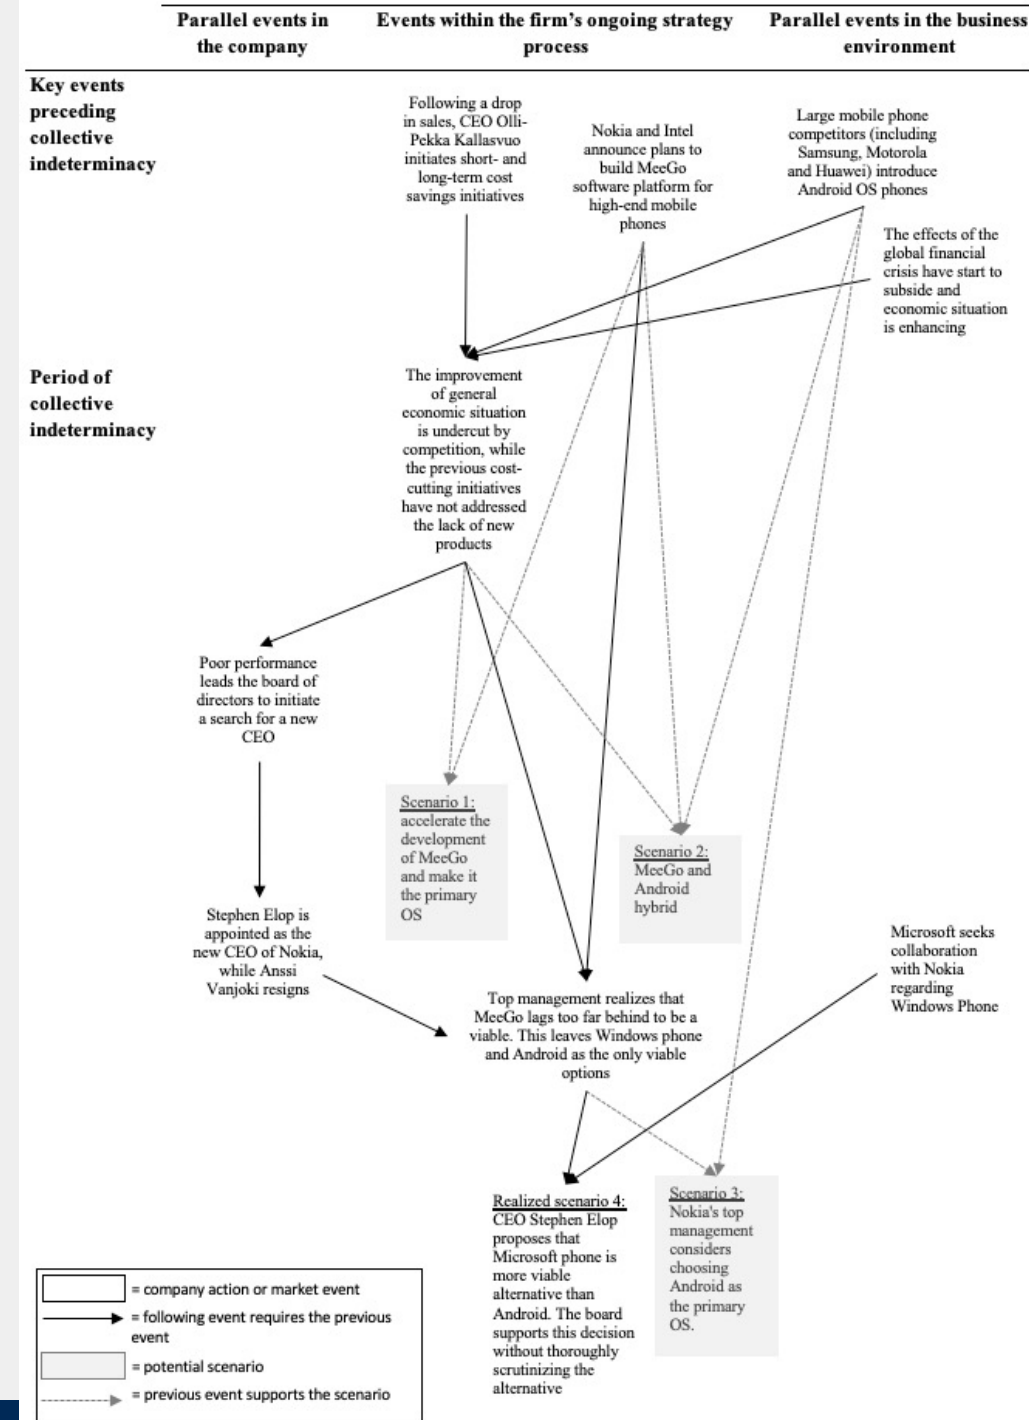 Parallel events in
the company
Events within the firm's ongoing strategy
process
Parallel events in the business
environment
Key events
preceding
collective
indeterminacy
Following a drop
in sales, CEO Olli-
Pekka Kallasvuo
initiates short- and
long-term cost
savings initiatives
Nokia and Intel
announce plans to
build MeeGo
software platform for
high-end mobile
phones
Large mobile phone
competitors (including
Samsung, Motorola
and Huawei) introduce
Android OS phones
The effects of the
global financial
crisis have start to
subside and
economic situation
is enhancing
Period of
collective
indeterminacy
The improvement
of general
economic situation
is undercut by
competition, while
the previous cost-
cutting initiatives
have not addressed
the lack of new
products
Poor performance
leads the board of
directors to initiate
a search for a new
CEO
Scenario 1:
accelerate the
development
of MeeGo
and make it
the primary
OS
Scenario 2:
MeeGo and
Android
hybrid
Stephen Elop is
appointed as the
new CEO of Nokia,
while Anssi
Vanjoki resigns
Microsoft seeks
collaboration
with Nokia
regarding
Windows Phone
Top management realizes that
MeeGo lags too far behind to be a
viable. This leaves Windows phone
and Android as the only viable
options
Realized scenario 4:
CEO Stephen Elop
proposes that
Microsoft phone is
more viable
alternative than
Android. The board
supports this decision
without thoroughly
scrutinizing the
alternative
Scenario 3:
Nokia's top
management
considers
choosing
Android as
the primary
OS.
= company action or market event
= following event requires the previous
event
= potential scenario
= previous event supports the scenario